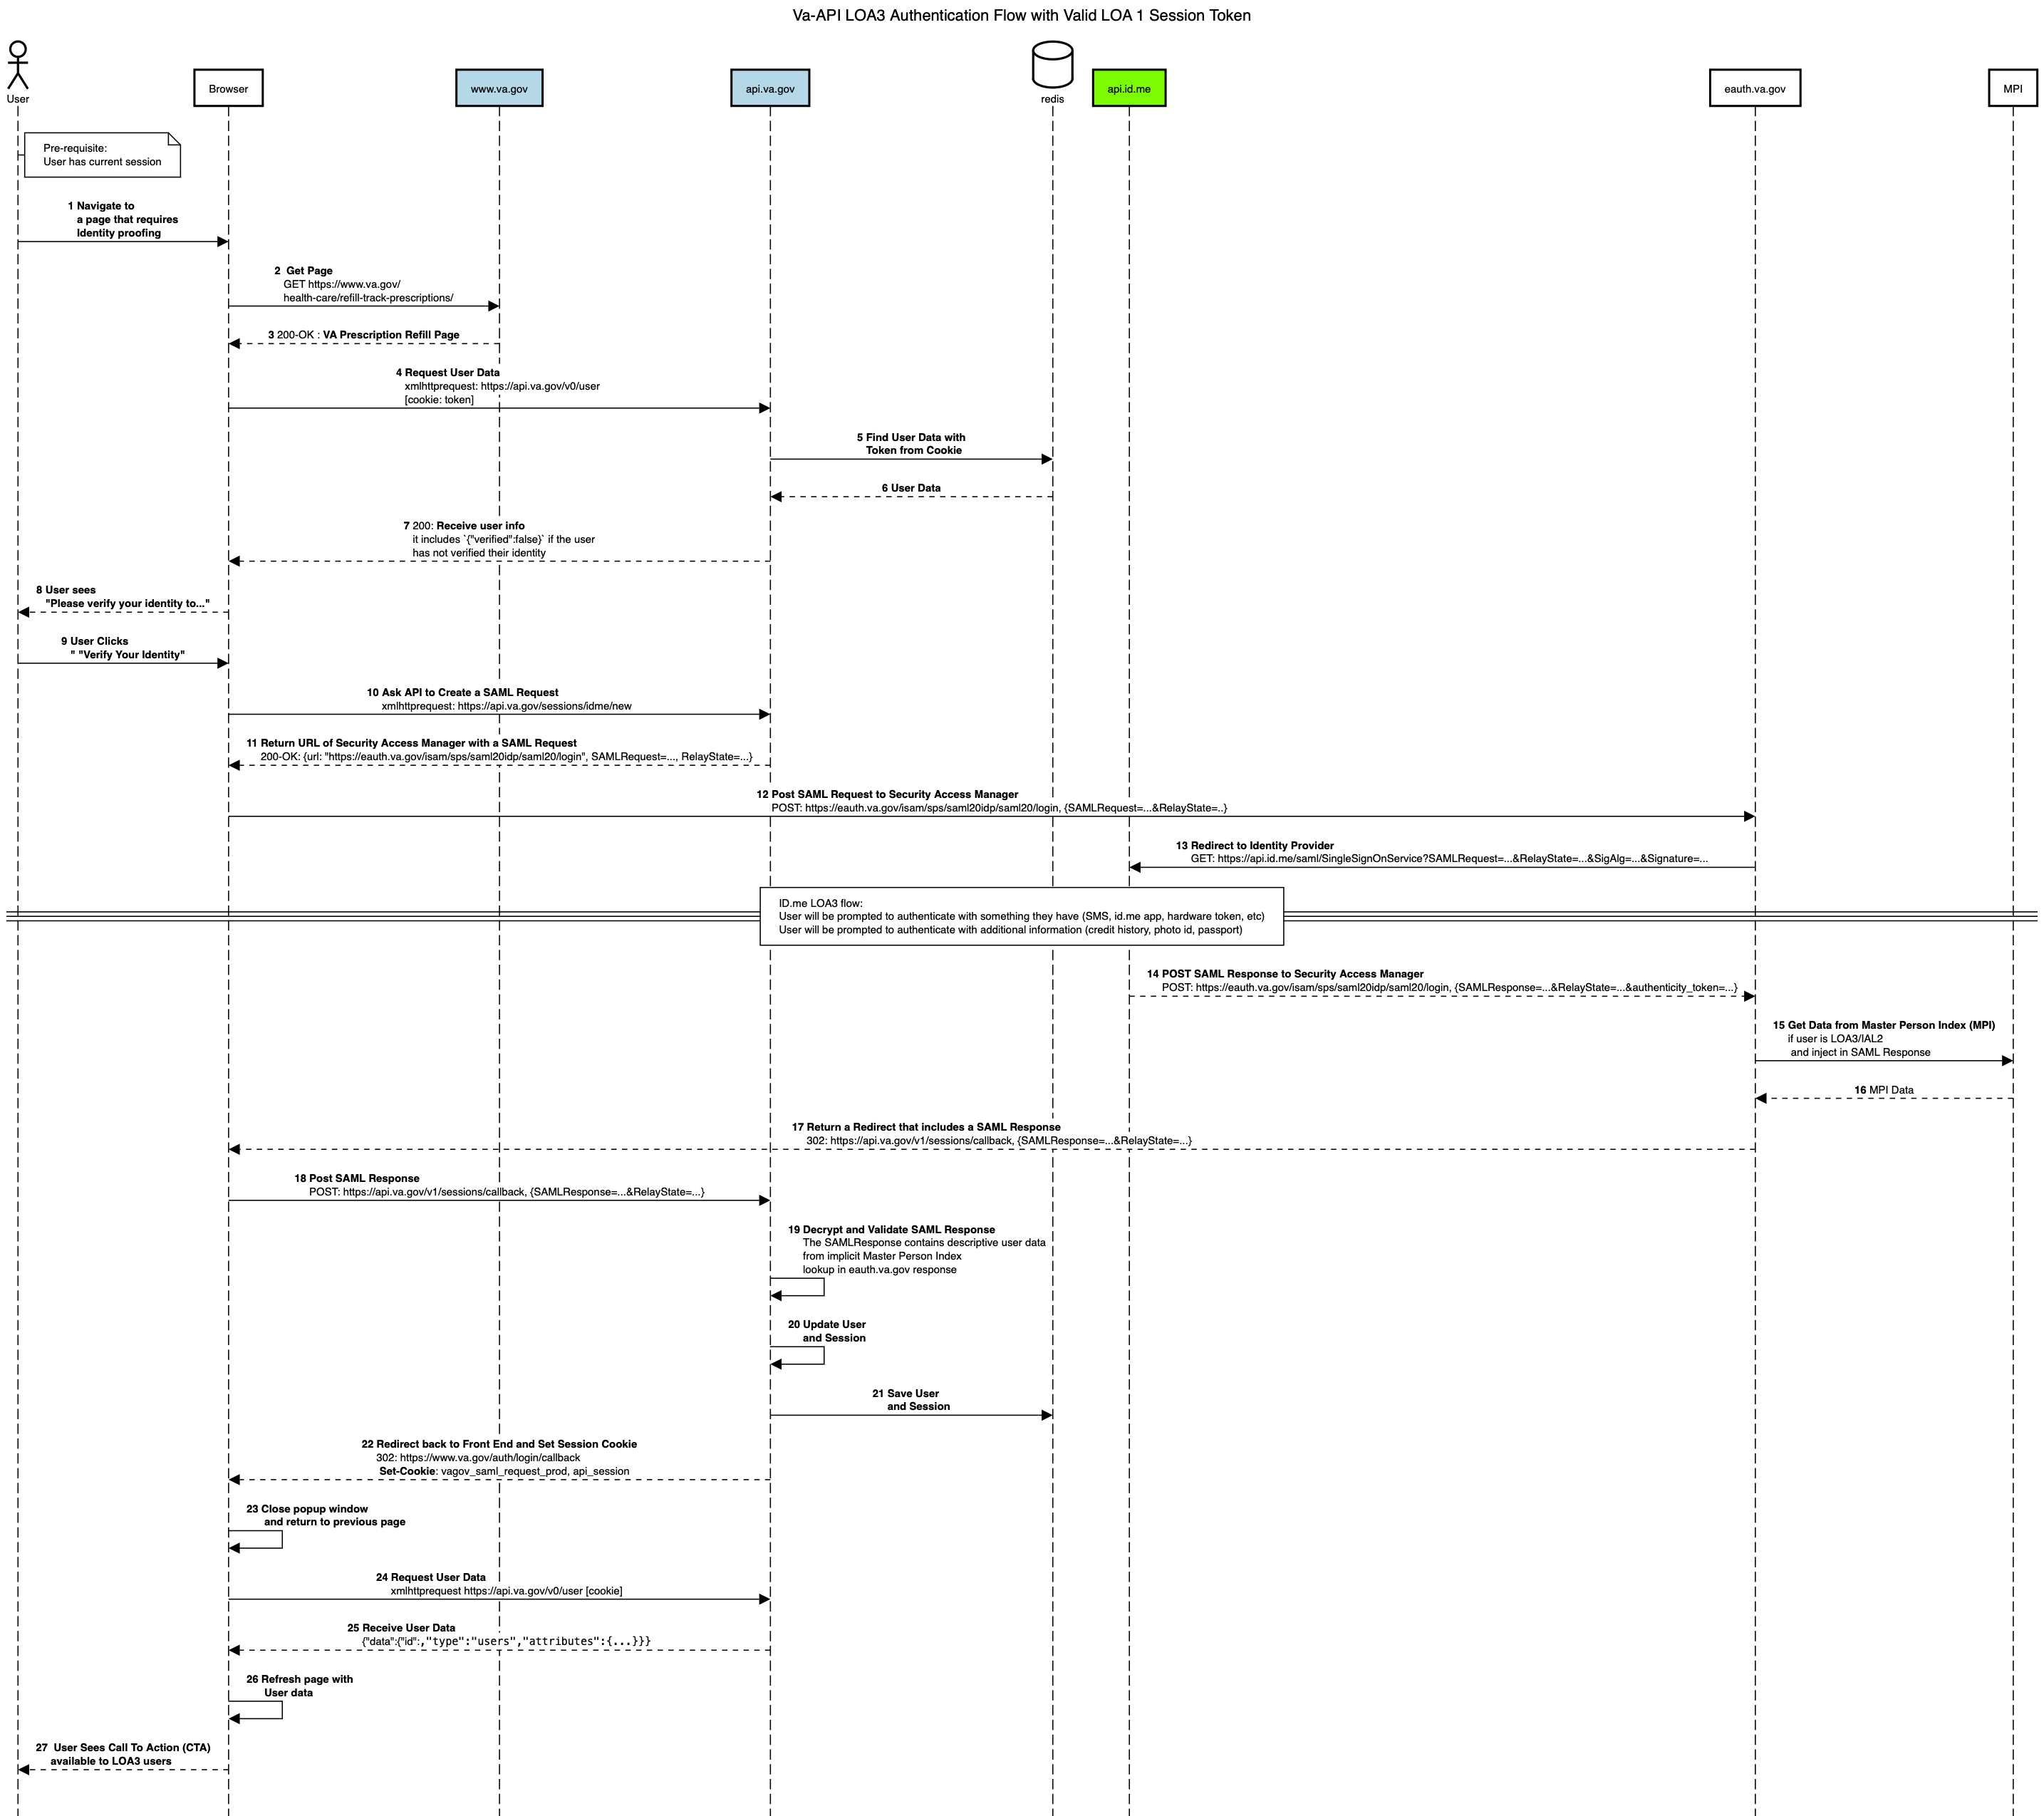 Va-API LOA3 Authentication Flow with Valid LOA 1 Session Token
User
Browser
www.va.gov
api.va.gov
redis
api.id.me
eauth.va.gov
MPI
Pre-requisite:
User has current session
1 Navigate to
a page that requires
Identity proofing
2 Get Page
GET https://www.va.gov/
health-care/refill-track-prescriptions/
3 200-OK : VA Prescription Refill Page
4 Request User Data
xmlhttprequest: https://api.va.gov/v0/user
[cookie: token]
5 Find User Data with
Token from Cookie
6 User Data
7 200: Receive user info
it includes `{"verified":false}` if the user
has not verified their identity
8 User sees
"Please verify your identity to..."
9 User Clicks
" "Verify Your Identity"
10 Ask API to Create a SAML Request
xmlhttprequest: https://api.va.gov/sessions/idme/new
11 Return URL of Security Access Manager with a SAML Request
200-OK: {url: "https://eauth.va.gov/isam/sps/saml20idp/saml20/login", SAMLRequest=..., RelayState=...}
12 Post SAML Request to Security Access Manager
POST: https://eauth.va.gov/isam/sps/saml20idp/saml20/login, {SAMLRequest=...&RelayState=..}
13 Redirect to Identity Provider
GET: https://api.id.me/saml/SingleSignOnService?SAMLRequest=...&RelayState=...&SigAlg=...&Signature=...
ID.me LOA3 flow:
User will be prompted to authenticate with something they have (SMS, id.me app, hardware token, etc)
User will be prompted to authenticate with additional information (credit history, photo id, passport)
14 POST SAML Response to Security Access Manager
POST: https://eauth.va.gov/isam/sps/saml20idp/saml20/login, {SAMLResponse=...&RelayState=...&authenticity_token=...}
15 Get Data from Master Person Index (MPI)
if user is LOA3/IAL2
and inject in SAML Response
16 MPI Data
17 Return a Redirect that includes a SAML Response
302: https://api.va.gov/v1/sessions/callback, {SAMLResponse=...&RelayState=...}
18 Post SAML Response
POST: https://api.va.gov/v1/sessions/callback, {SAMLResponse=...&RelayState=...}
19 Decrypt and Validate SAML Response
The SAMLResponse contains descriptive user data
from implicit Master Person Index
lookup in eauth.va.gov response
20 Update User
and Session
21 Save User
and Session
22 Redirect back to Front End and Set Session Cookie
302: https://www.va.gov/auth/login/callback
Set-Cookie: vagov_saml_request_prod, api_session
23 Close popup window
and return to previous page
24 Request User Data
xmlhttprequest https://api.va.gov/v0/user [cookie]
25 Receive User Data
{"data":{"id":,"type":"users","attributes":{...}}}
26 Refresh page with
User data
27 User Sees Call To Action (CTA)
available to LOA3 users